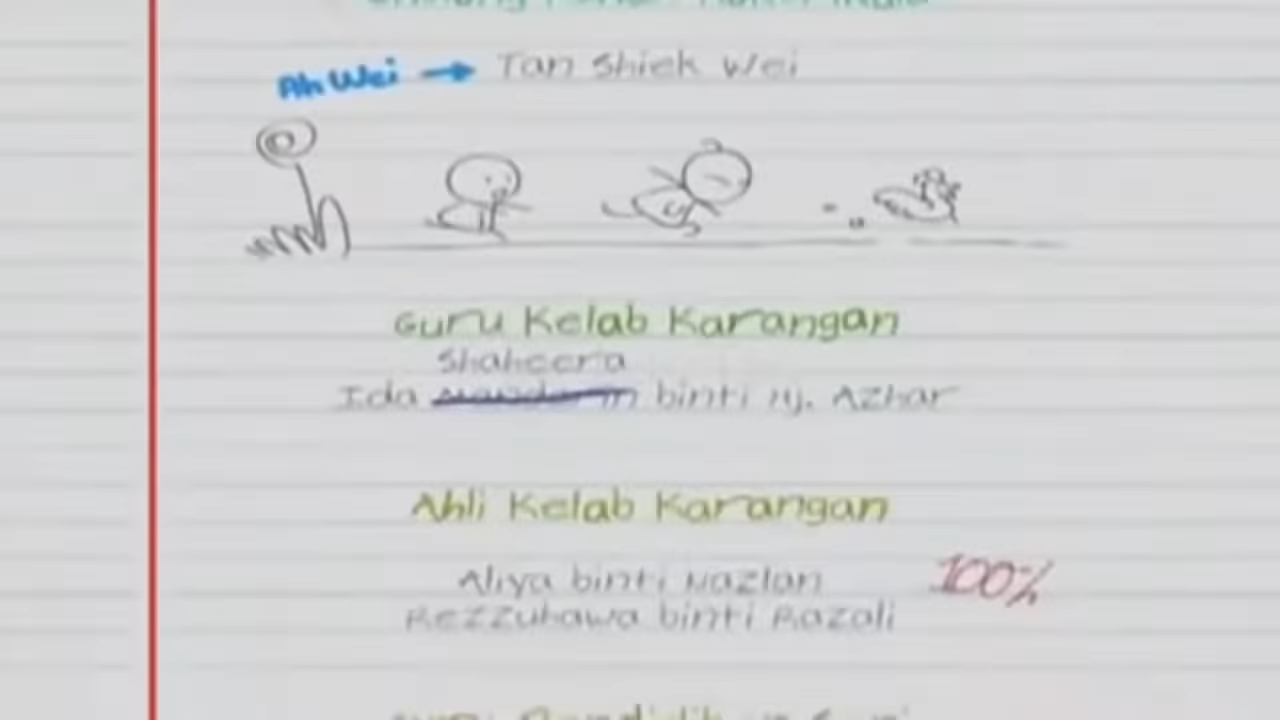 Ah Wei → Tan Shiek Wei
Guru Kelab Karangan
Shaheera
Ida binti Hj. Azhar
Ahli Kelab Karangan
Aliya binti Nazlan 100%
Rezzuhawa binti Razali